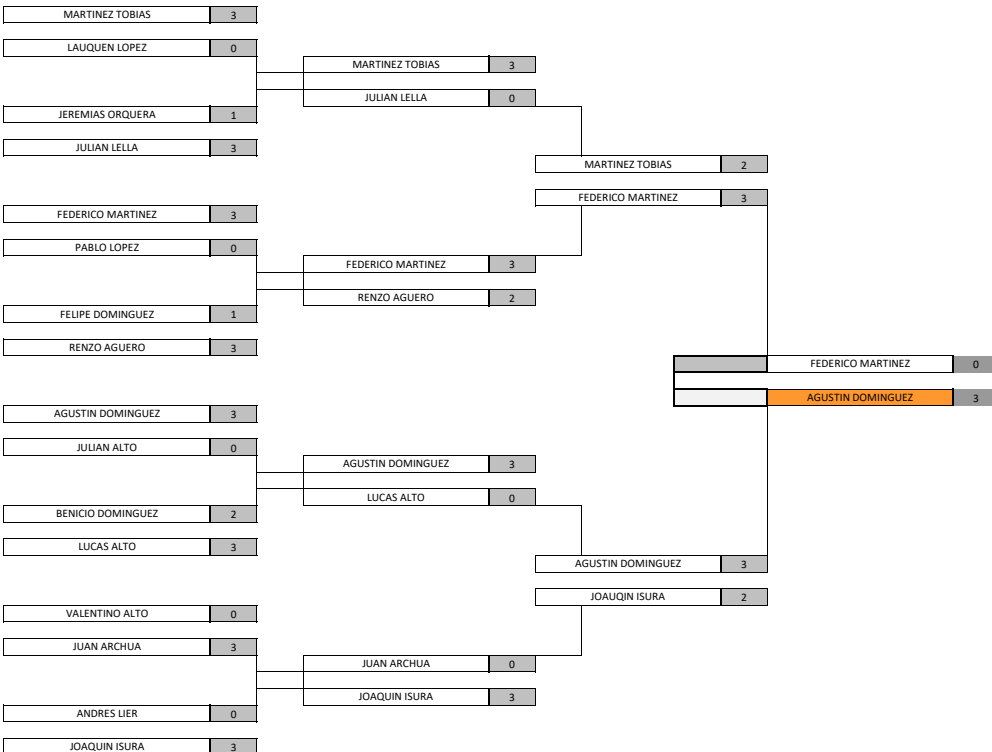 MARTINEZ TOBIAS 3
LAUQUEN LOPEZ 0
MARTINEZ TOBIAS 3
JULIAN LELLA 0
JEREMIAS ORQUERA 1
JULIAN LELLA 3
MARTINEZ TOBIAS 2
FEDERICO MARTINEZ 3
FEDERICO MARTINEZ 3
PABLO LOPEZ 0
FEDERICO MARTINEZ 3
RENZO AGUERO 2
FELIPE DOMINGUEZ 1
RENZO AGUERO 3
FEDERICO MARTINEZ 0
AGUSTIN DOMINGUEZ 3
AGUSTIN DOMINGUEZ 3
JULIAN ALTO 0
AGUSTIN DOMINGUEZ 3
LUCAS ALTO 0
BENICIO DOMINGUEZ 2
LUCAS ALTO 3
AGUSTIN DOMINGUEZ 3
JOAUQIN ISURA 2
VALENTINO ALTO 0
JUAN ARCHUA 3
JUAN ARCHUA 0
JOAQUIN ISURA 3
ANDRES LIER 0
JOAQUIN ISURA 3